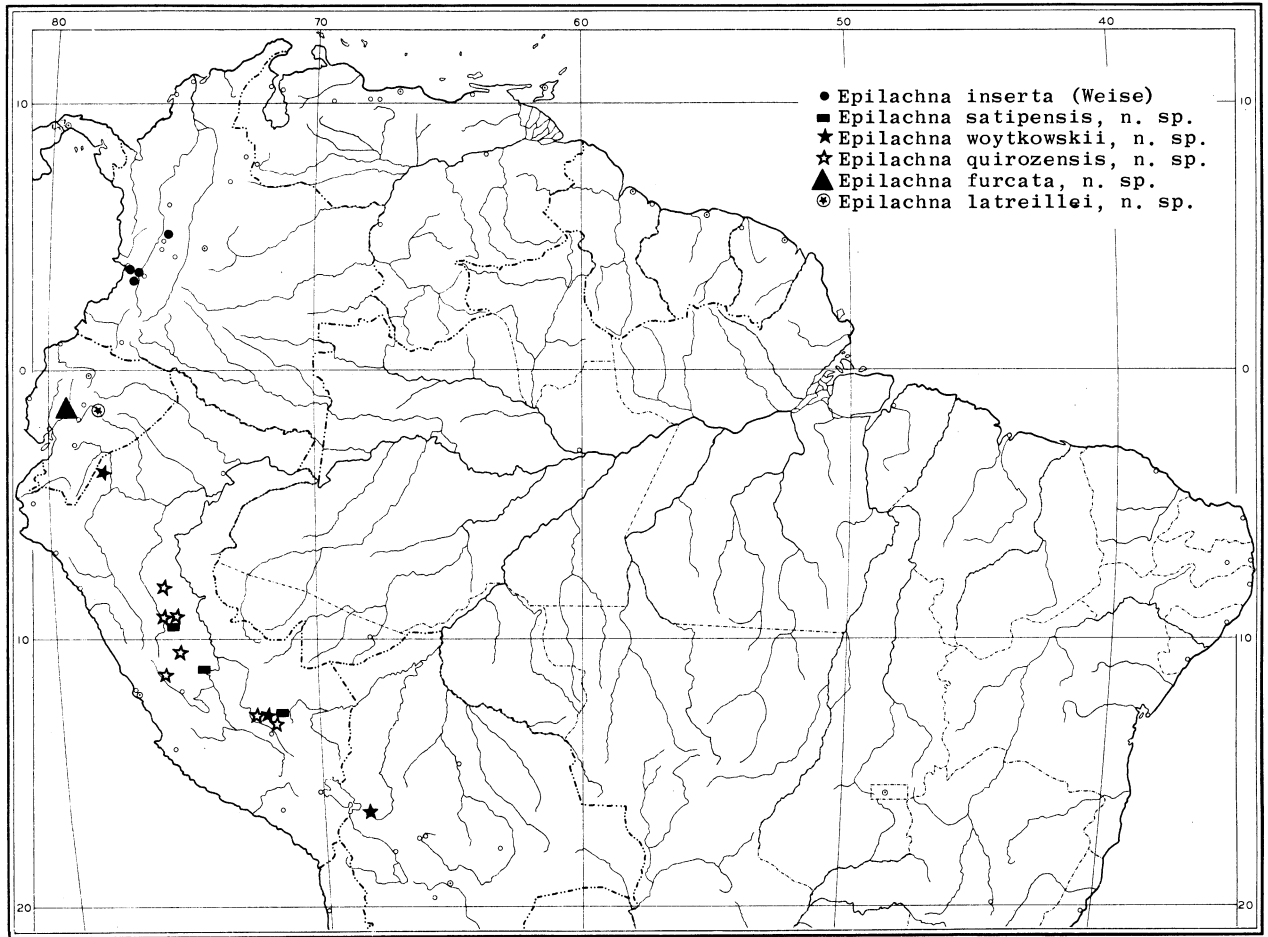 80 70 60 50 40
10 10
Epilachna inserta (Weise)
Epilachna satipensis, n. sp.
Epilachna woytkowskii, n. sp.
Epilachna quirozensis, n. sp.
Epilachna furcata, n. sp.
Epilachna latreillei, n. sp.
0 0
10 10
20 20